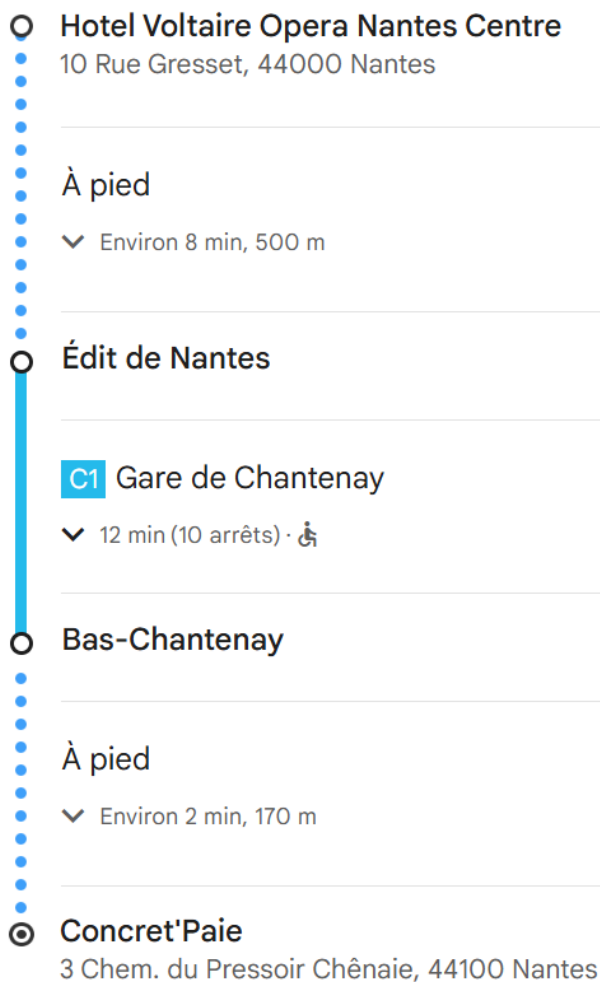 Hotel Voltaire Opera Nantes Centre
10 Rue Gresset, 44000 Nantes
À pied
Environ 8 min, 500 m
Édit de Nantes
C1 Gare de Chantenay
12 min (10 arrêts) ·
Bas-Chantenay
À pied
Environ 2 min, 170 m
Concret'Paie
3 Chem. du Pressoir Chênaie, 44100 Nantes